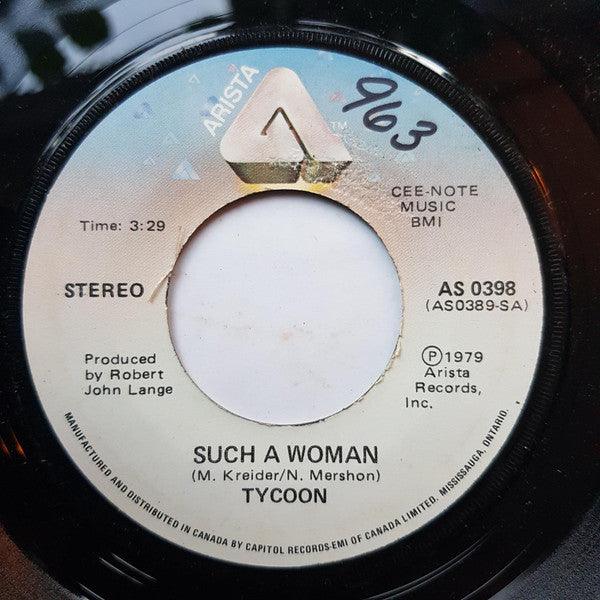 ARISTA
TM
963
CEE-NOTE
MUSIC
BMI
Time: 3:29
STEREO
AS 0398
(AS0389-SA)
Produced
by Robert
John Lange
Ⓟ1979
Arista
Records,
Inc.
SUCH A WOMAN
(M. Kreider/N. Mershon)
TYCOON
MANUFACTURED AND DISTRIBUTED IN CANADA BY CAPITOL RECORDS-EMI OF CANADA LIMITED. MISSISSAUGA, ONTARIO.